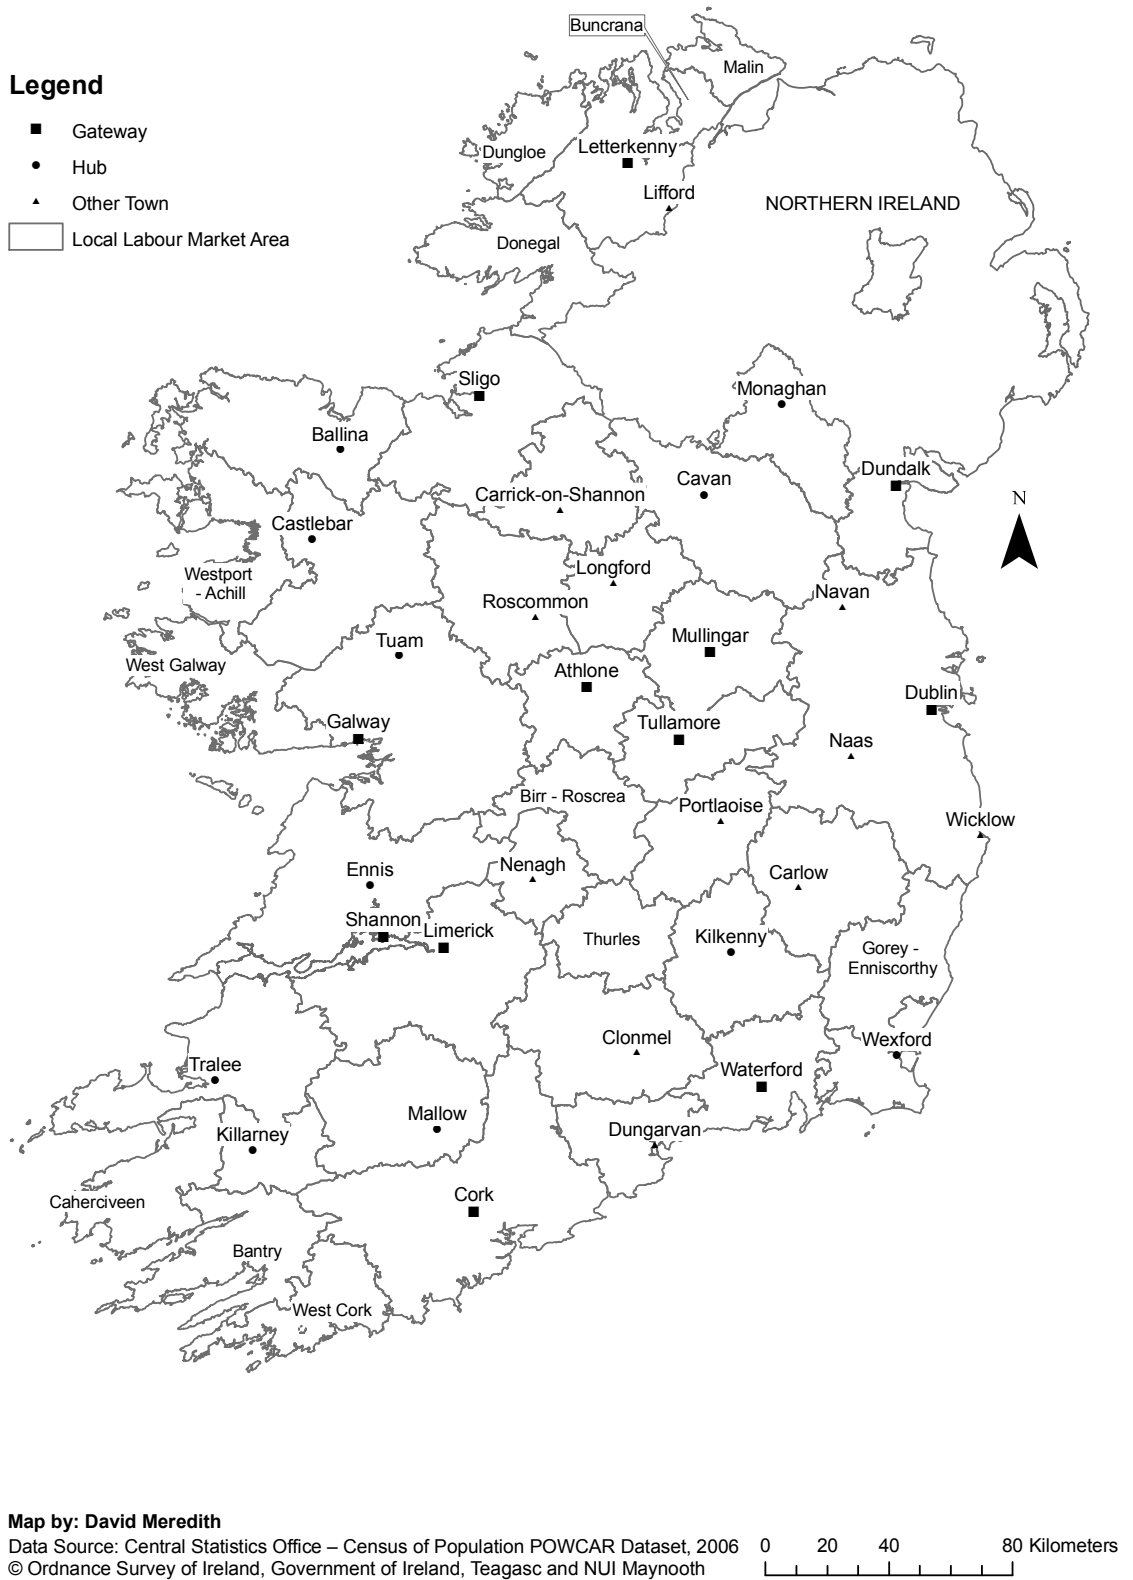 Buncrana
Malin
Legend
Gateway
Hub
Other Town
Local Labour Market Area
Dungloe
Letterkenny
Lifford
NORTHERN IRELAND
Donegal
Sligo
Monaghan
Ballina
Dundalk
Cavan
Carrick-on-Shannon
N
Castlebar
Longford
Westport
- Achill
Navan
Roscommon
Tuam
Mullingar
West Galway
Athlone
Dublin
Galway
Tullamore
Naas
Birr - Roscrea
Portlaoise
Wicklow
Ennis
Nenagh
Carlow
Shannon
Limerick
Thurles
Kilkenny
Gorey -
Enniscorthy
Clonmel
Wexford
Tralee
Waterford
Mallow
Killarney
Dungarvan
Caherciveen
Cork
Bantry
West Cork
Map by: David Meredith
Data Source: Central Statistics Office – Census of Population POWCAR Dataset, 2006
© Ordnance Survey of Ireland, Government of Ireland, Teagasc and NUI Maynooth
0 20 40 80 Kilometers